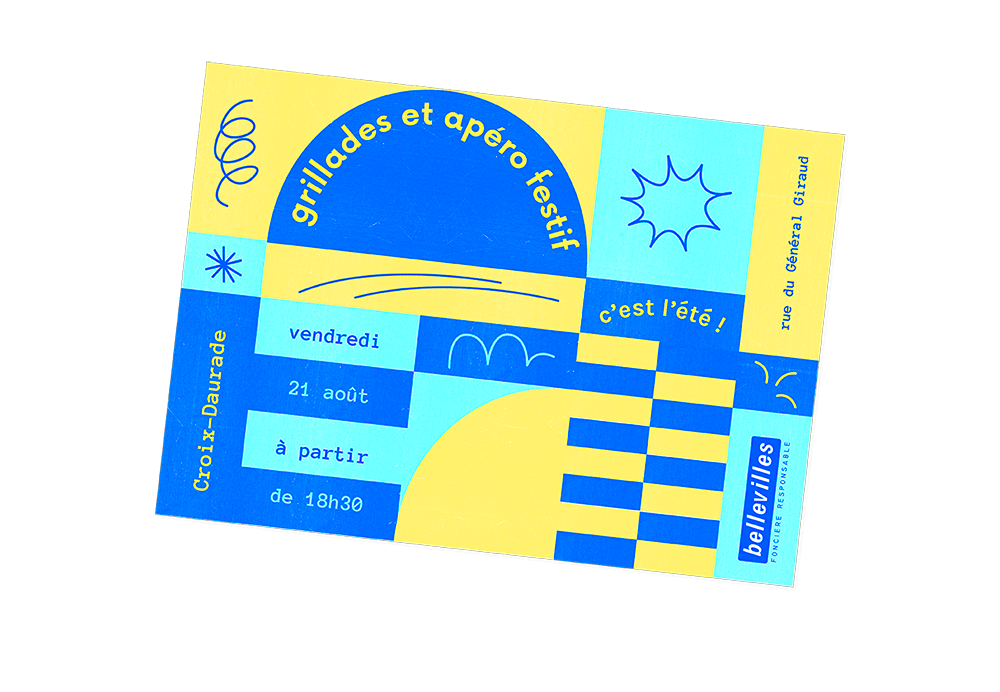 grillades et apéro festif
c'est l'été !
rue du Général Giraud
Croix-Daurade
vendredi
21 août
à partir
de 18h30
bellevilles
FONCIERE RESPONSABLE